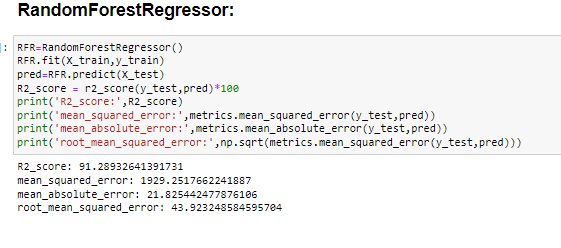 RandomForestRegressor:
]:
RFR=RandomForestRegressor()
RFR.fit(X_train,y_train)
pred=RFR.predict(X_test)
R2_score = r2_score(y_test,pred)*100
print('R2_score:',R2_score)
print('mean_squared_error:',metrics.mean_squared_error(y_test,pred))
print('mean_absolute_error:',metrics.mean_absolute_error(y_test,pred))
print('root_mean_squared_error:',np.sqrt(metrics.mean_squared_error(y_test,pred)))
R2_score: 91.28932641391731
mean_squared_error: 1929.2517662241887
mean_absolute_error: 21.825442477876106
root_mean_squared_error: 43.923248584595704